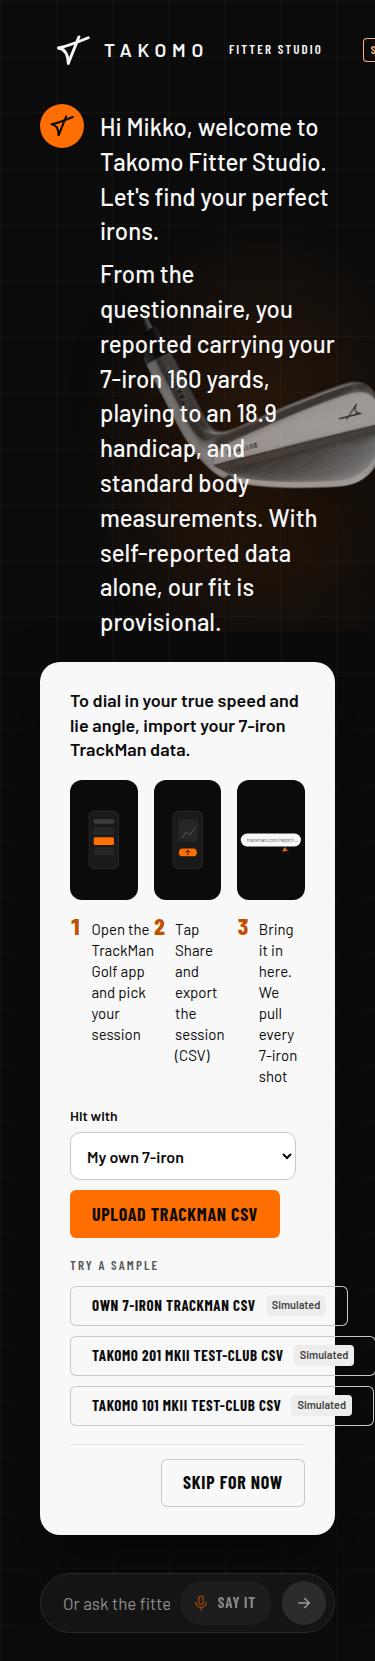 TAKOMO FITTER STUDIO
Hi Mikko, welcome to
Takomo Fitter Studio.
Let's find your perfect
irons.
From the
questionnaire, you
reported carrying your
7-iron 160 yards,
playing to an 18.9
handicap, and
standard body
measurements. With
self-reported data
alone, our fit is
provisional.
To dial in your true speed and
lie angle, import your 7-iron
TrackMan data.
1 Open the
TrackMan
Golf app
and pick
your
session
2 Tap
Share
and
export
the
session
(CSV)
3 Bring
it in
here.
We
pull
every
7-iron
shot
Hit with
My own 7-iron
UPLOAD TRACKMAN CSV
TRY A SAMPLE
OWN 7-IRON TRACKMAN CSV Simulated
TAKOMO 201 MKII TEST-CLUB CSV Simulated
TAKOMO 101 MKII TEST-CLUB CSV Simulated
SKIP FOR NOW
Or ask the fitte SAY IT